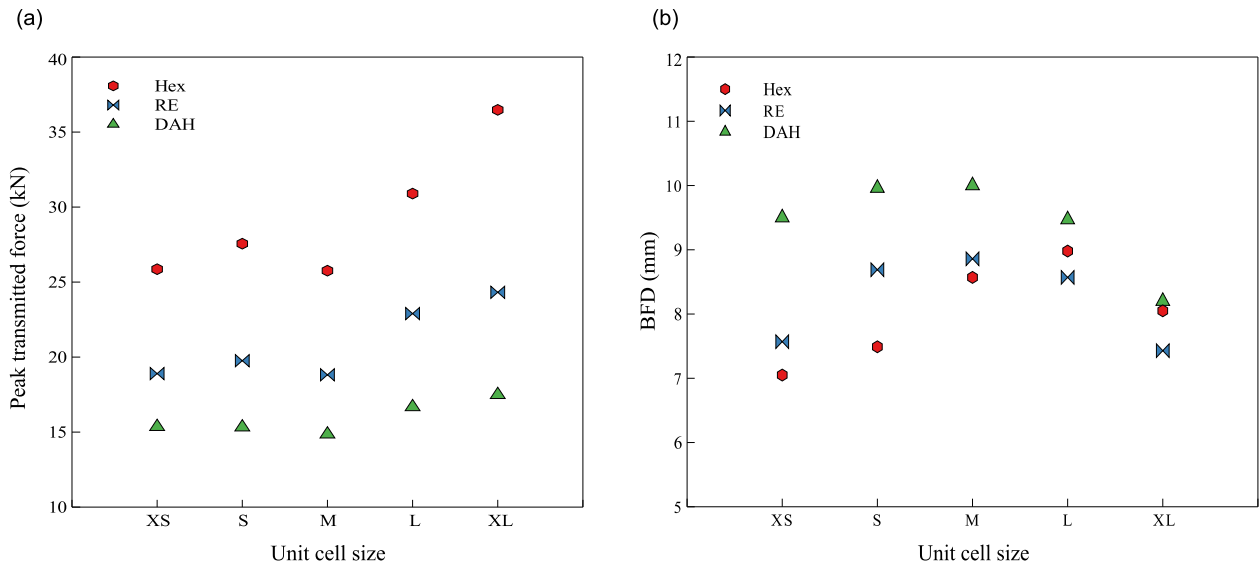 (a)
40
35
30
25
20
15
10
Peak transmitted force (kN)
Hex
RE
DAH
XS S M L XL
Unit cell size
(b)
12
11
10
9
8
7
6
5
BFD (mm)
Hex
RE
DAH
XS S M L XL
Unit cell size